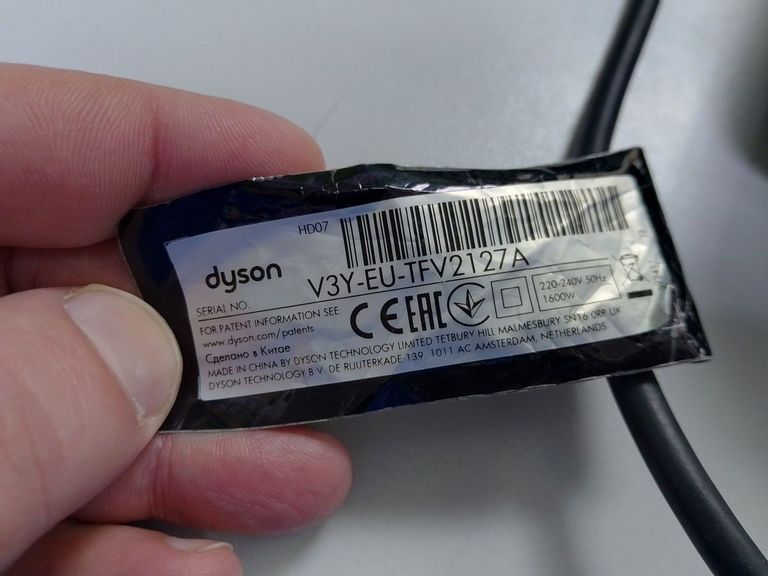 HD07
dyson
SERIAL NO.
V3Y-EU-TFV2127A
FOR PATENT INFORMATION SEE:
www.dyson.com/patents
CE EAC
220-240V 50Hz
1600W
Сделано в Китае
MADE IN CHINA BY DYSON TECHNOLOGY LIMITED TETBURY HILL MALMESBURY SN16 0RP UK
DYSON TECHNOLOGY B.V. DE RUIJTERKADE 139, 1011 AC AMSTERDAM, NETHERLANDS